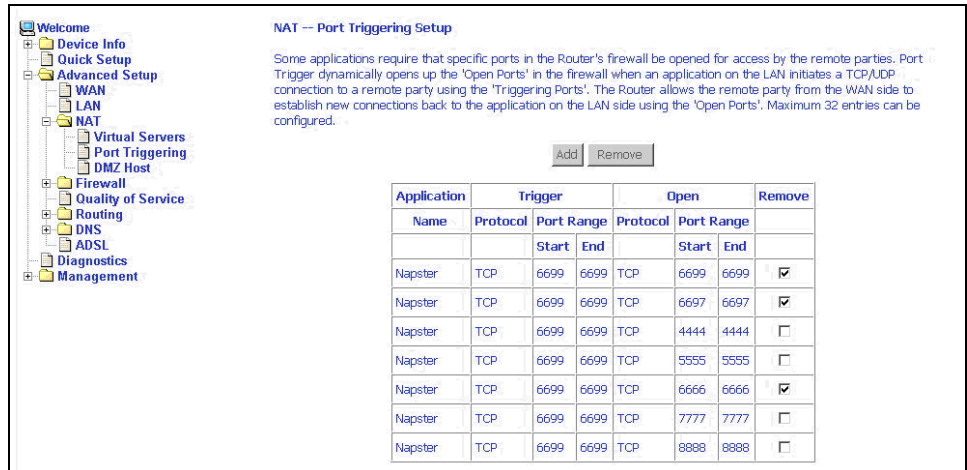 Welcome
Device Info
Quick Setup
Advanced Setup
WAN
LAN
NAT
Virtual Servers
Port Triggering
DMZ Host
Firewall
Quality of Service
Routing
DNS
ADSL
Diagnostics
Management
NAT -- Port Triggering Setup
Some applications require that specific ports in the Router's firewall be opened for access by the remote parties. Port
Trigger dynamically opens up the 'Open Ports' in the firewall when an application on the LAN initiates a TCP/UDP
connection to a remote party using the 'Triggering Ports'. The Router allows the remote party from the WAN side to
establish new connections back to the application on the LAN side using the 'Open Ports'. Maximum 32 entries can be
configured.
Add Remove
Application Trigger Open Remove
Name Protocol Port Range Protocol Port Range
Start End Start End
Napster TCP 6699 6699 TCP 6699 6699
Napster TCP 6699 6699 TCP 6697 6697
Napster TCP 6699 6699 TCP 4444 4444
Napster TCP 6699 6699 TCP 5555 5555
Napster TCP 6699 6699 TCP 6666 6666
Napster TCP 6699 6699 TCP 7777 7777
Napster TCP 6699 6699 TCP 8888 8888